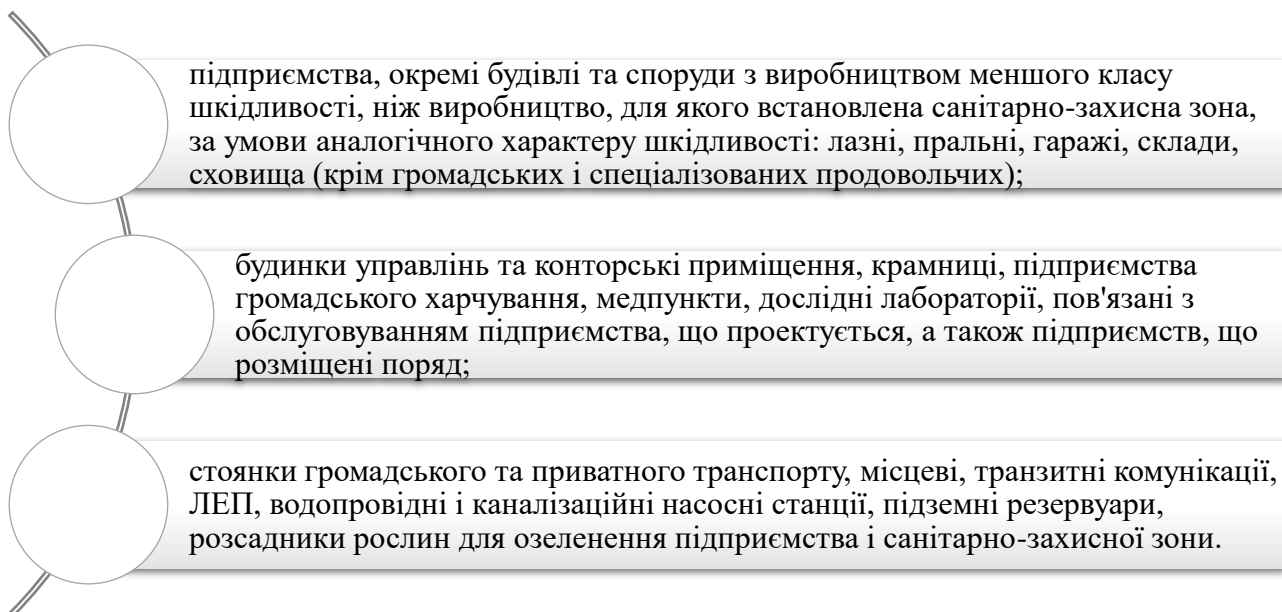 підприємства, окремі будівлі та споруди з виробництвом меншого класу
шкідливості, ніж виробництво, для якого встановлена санітарно-захисна зона,
за умови аналогічного характеру шкідливості: лазні, пральні, гаражі, склади,
сховища (крім громадських і спеціалізованих продовольчих);
будинки управлінь та конторські приміщення, крамниці, підприємства
громадського харчування, медпункти, дослідні лабораторії, пов'язані з
обслуговуванням підприємства, що проектується, а також підприємств, що
розміщені поряд;
стоянки громадського та приватного транспорту, місцеві, транзитні комунікації,
ЛЕП, водопровідні і каналізаційні насосні станції, підземні резервуари,
розсадники рослин для озеленення підприємства і санітарно-захисної зони.